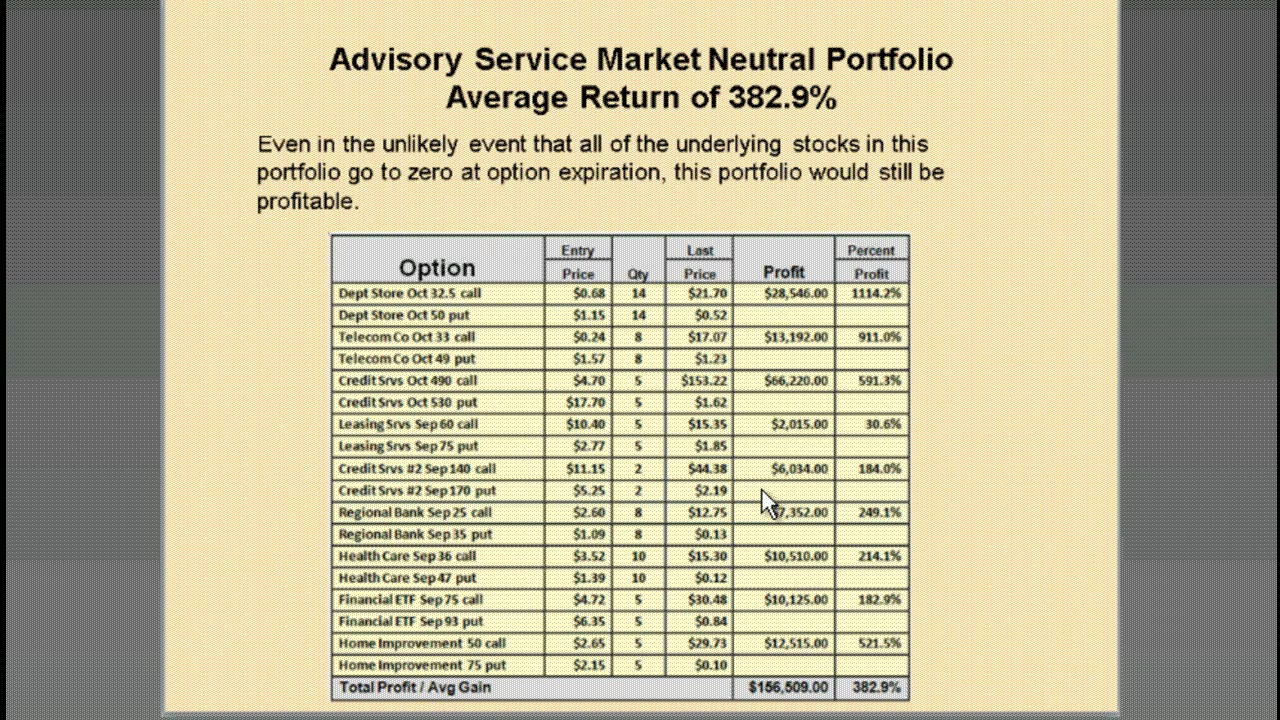 Advisory Service Market Neutral Portfolio
Average Return of 382.9%
Even in the unlikely event that all of the underlying stocks in this
portfolio go to zero at option expiration, this portfolio would still be
profitable.
Option Entry Price Qty Last Price Profit Percent Profit
Dept Store Oct 32.5 call $0.68 14 $21.70 $28,546.00 1114.2%
Dept Store Oct 50 put $1.15 14 $0.52
Telecom Co Oct 33 call $0.24 8 $17.07 $13,192.00 911.0%
Telecom Co Oct 49 put $1.57 8 $1.23
Credit Srvs Oct 490 call $4.70 5 $153.22 $66,220.00 591.3%
Credit Srvs Oct 530 put $17.70 5 $1.62
Leasing Srvs Sep 60 call $10.40 5 $15.35 $2,015.00 30.6%
Leasing Srvs Sep 75 put $2.77 5 $1.85
Credit Srvs #2 Sep 140 call $11.15 2 $44.38 $6,034.00 184.0%
Credit Srvs #2 Sep 170 put $5.25 2 $2.19
Regional Bank Sep 25 call $2.60 8 $12.75 7,352.00 249.1%
Regional Bank Sep 35 put $1.09 8 $0.13
Health Care Sep 36 call $3.52 10 $15.30 $10,510.00 214.1%
Health Care Sep 47 put $1.39 10 $0.12
Financial ETF Sep 75 call $4.72 5 $30.48 $10,125.00 182.9%
Financial ETF Sep 93 put $6.35 5 $0.84
Home Improvement 50 call $2.65 5 $29.73 $12,515.00 521.5%
Home Improvement 75 put $2.15 5 $0.10
Total Profit / Avg Gain $156,509.00 382.9%